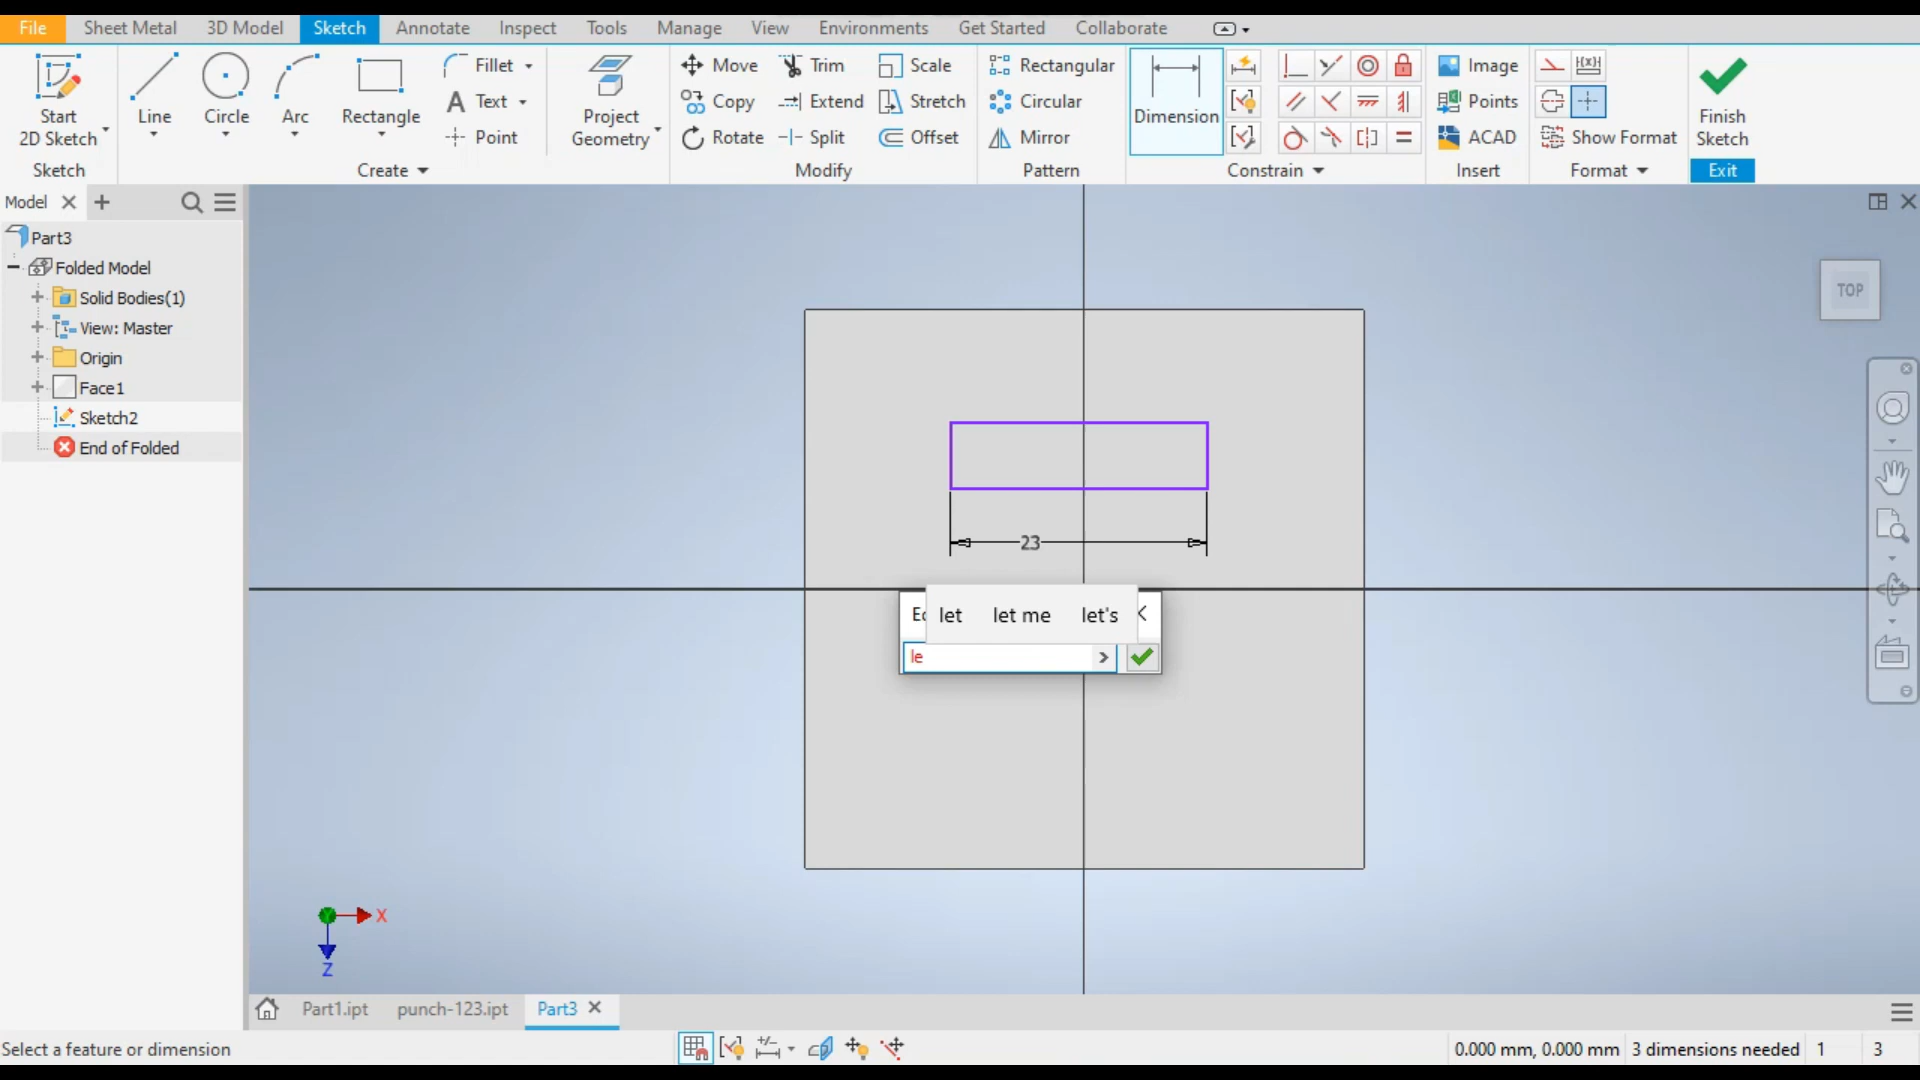 File Sheet Metal 3D Model Sketch Annotate Inspect Tools Manage View Environments Get Started Collaborate
Start
2D Sketch
Line
Circle
Arc
Rectangle
Fillet
Text
Point
Project
Geometry
Move Trim Scale
Copy Extend Stretch
Rotate Split Offset
Rectangular
Circular
Mirror
Dimension
Image
Points
ACAD
Show Format
Finish
Sketch
Sketch Create Modify Pattern Constrain Insert Format Exit
Model
Part3
Folded Model
Solid Bodies(1)
View: Master
Origin
Face1
Sketch2
End of Folded
TOP
23
let let me let's
le
X
Z
Part1.ipt punch-123.ipt Part3
Select a feature or dimension
0.000 mm, 0.000 mm 3 dimensions needed 1 3